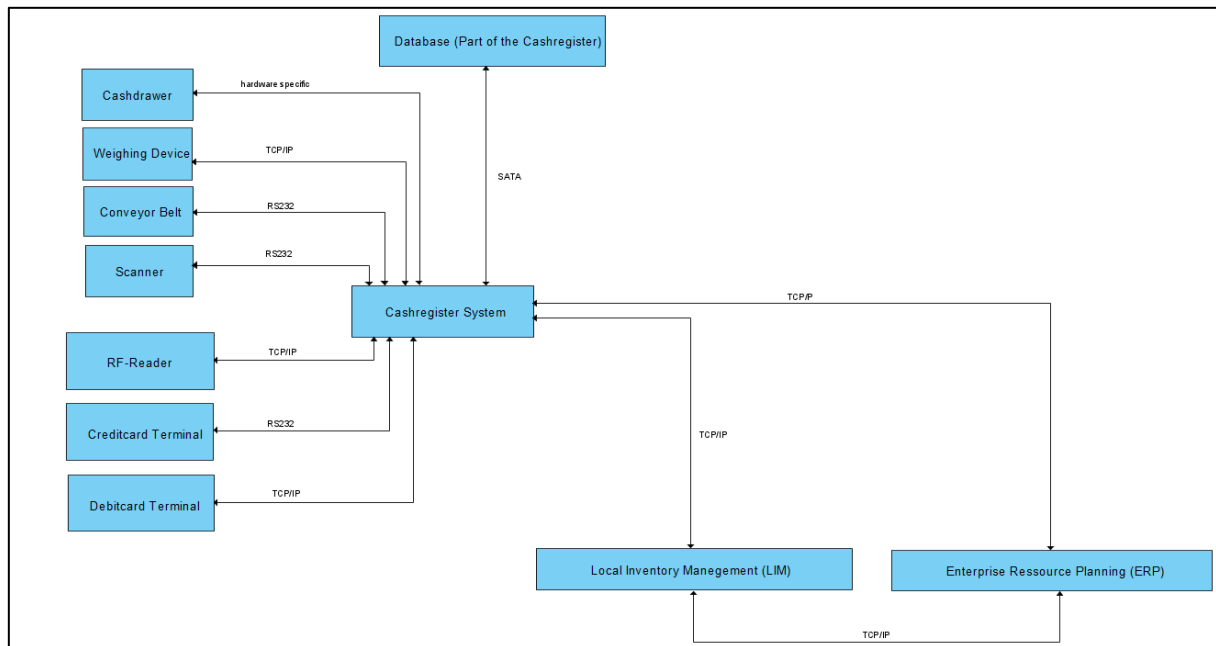 Database (Part of the Cashregister)
hardware specific
Cashdrawer
TCP/IP
Weighing Device
SATA
RS232
Conveyor Belt
RS232
Scanner
TCP/P
Cashregister System
TCP/IP
RF-Reader
RS232
Creditcard Terminal
TCP/IP
TCP/IP
Debitcard Terminal
Local Inventory Manegement (LIM)
Enterprise Ressource Planning (ERP)
TCP/IP